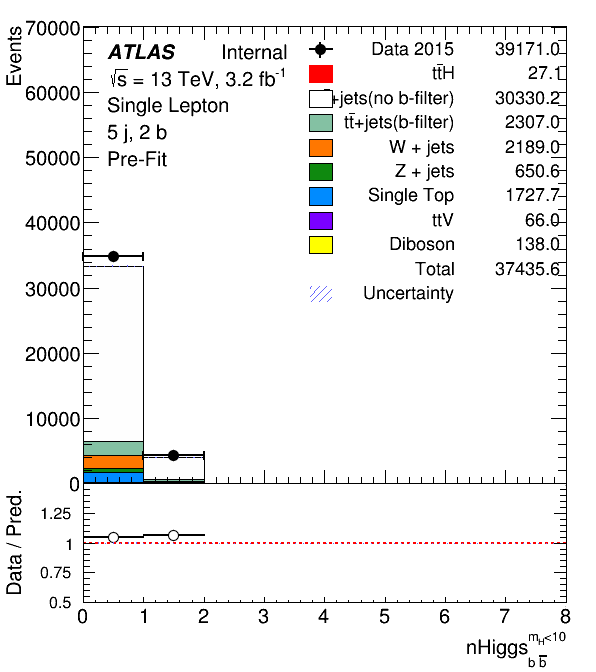 Events
70000
60000
50000
40000
30000
20000
10000
0
ATLAS Internal
√s = 13 TeV, 3.2 fb⁻¹
Single Lepton
5 j, 2 b
Pre-Fit
Data 2015 39171.0
tt̄H 27.1
+jets(no b-filter) 30330.2
tt̄+jets(b-filter) 2307.0
W + jets 2189.0
Z + jets 650.6
Single Top 1727.7
ttV 66.0
Diboson 138.0
Total 37435.6
Uncertainty
Data / Pred.
1.25
1
0.75
0.5
0 1 2 3 4 5 6 7 8
nHiggs m_H<10 b b̄